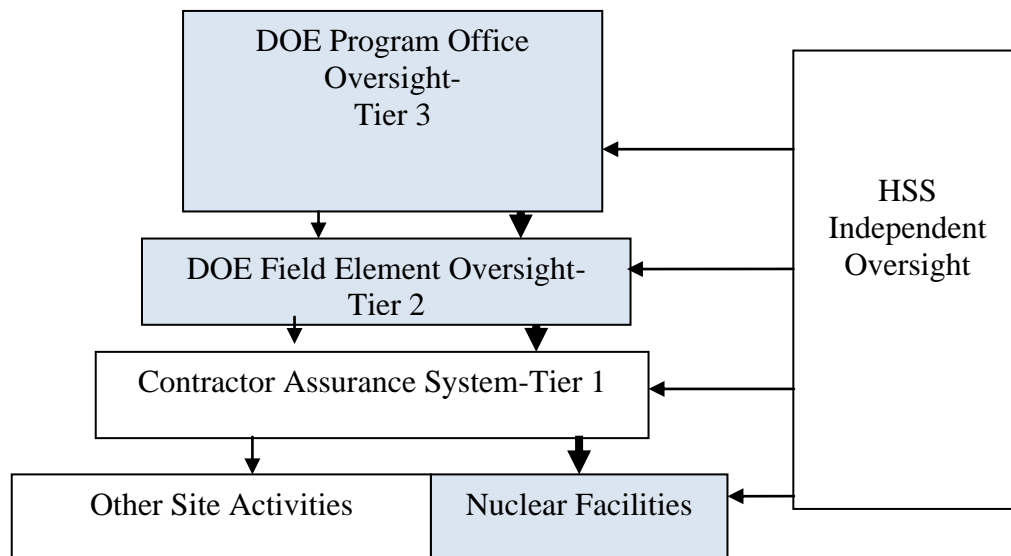 DOE Program Office
Oversight-
Tier 3
HSS
Independent
Oversight
DOE Field Element Oversight-
Tier 2
Contractor Assurance System-Tier 1
Other Site Activities
Nuclear Facilities